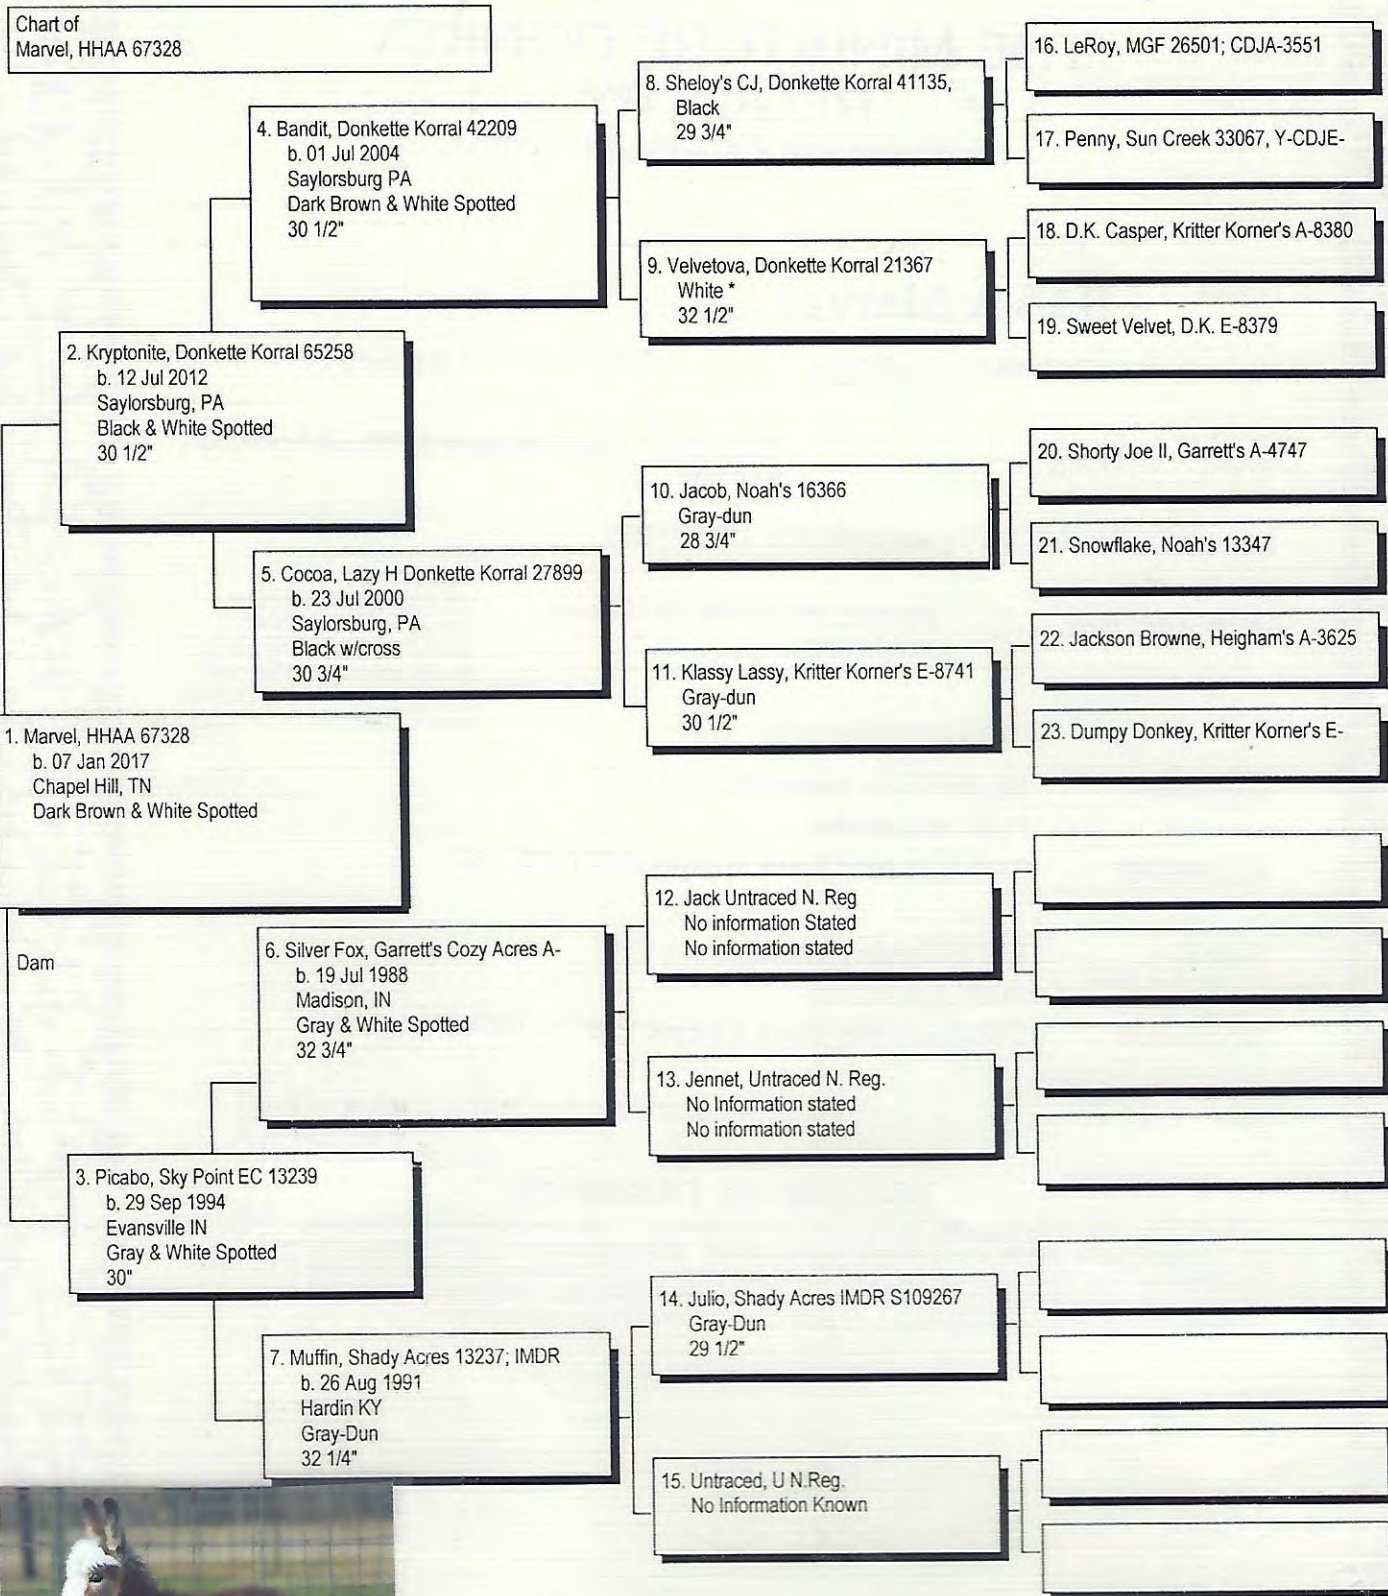 Chart of
Marvel, HHAA 67328
1. Marvel, HHAA 67328
b. 07 Jan 2017
Chapel Hill, TN
Dark Brown & White Spotted
Dam
2. Kryptonite, Donkette Korral 65258
b. 12 Jul 2012
Saylorsburg, PA
Black & White Spotted
30 1/2"
3. Picabo, Sky Point EC 13239
b. 29 Sep 1994
Evansville IN
Gray & White Spotted
30"
4. Bandit, Donkette Korral 42209
b. 01 Jul 2004
Saylorsburg PA
Dark Brown & White Spotted
30 1/2"
5. Cocoa, Lazy H Donkette Korral 27899
b. 23 Jul 2000
Saylorsburg, PA
Black w/cross
30 3/4"
6. Silver Fox, Garrett's Cozy Acres A-
b. 19 Jul 1988
Madison, IN
Gray & White Spotted
32 3/4"
7. Muffin, Shady Acres 13237; IMDR
b. 26 Aug 1991
Hardin KY
Gray-Dun
32 1/4"
8. Sheloy's CJ, Donkette Korral 41135,
Black
29 3/4"
9. Velvetova, Donkette Korral 21367
White *
32 1/2"
10. Jacob, Noah's 16366
Gray-dun
28 3/4"
11. Klassy Lassy, Kritter Korner's E-8741
Gray-dun
30 1/2"
12. Jack Untraced N. Reg
No information Stated
No information stated
13. Jennet, Untraced N. Reg.
No Information stated
No information stated
14. Julio, Shady Acres IMDR S109267
Gray-Dun
29 1/2"
15. Untraced, U N.Reg.
No Information Known
16. LeRoy, MGF 26501; CDJA-3551
17. Penny, Sun Creek 33067, Y-CDJE-
18. D.K. Casper, Kritter Korner's A-8380
19. Sweet Velvet, D.K. E-8379
20. Shorty Joe II, Garrett's A-4747
21. Snowflake, Noah's 13347
22. Jackson Browne, Heigham's A-3625
23. Dumpy Donkey, Kritter Korner's E-